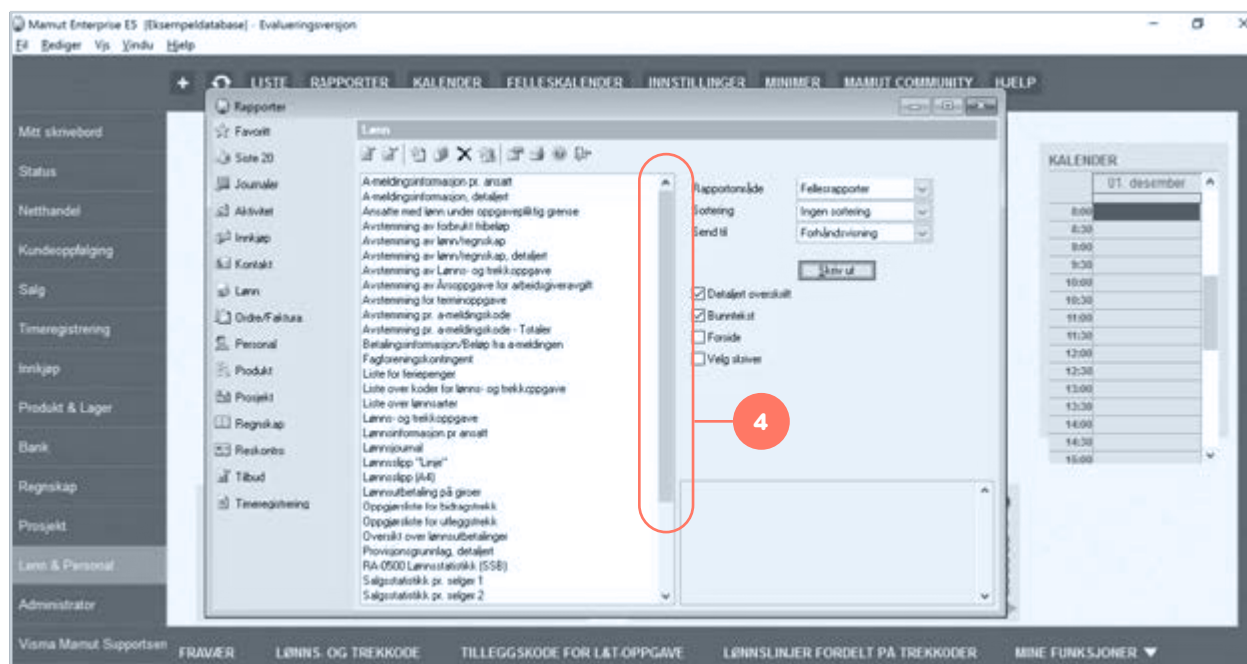 Mamut Enterprise E5 [Eksempeldatabase] - Evalueringsversjon
Fil Rediger Vis Vindu Hjelp
+ LISTE RAPPORTER KALENDER FELLESKALENDER INNSTILLINGER MINIMER MAMUT COMMUNITY HJELP
Mitt skrivebord
Status
Netthandel
Kundeoppfølging
Salg
Timeregistrering
Innkjøp
Produkt & Lager
Bank
Regnskap
Prosjekt
Lønn & Personal
Administrator
Visma Mamut Supportsen
Rapporter
Favoritt
Siste 20
Journaler
Aktivitet
Innkjøp
Kontakt
Lønn
Ordre/Faktura
Personal
Produkt
Prosjekt
Regnskap
Reskontro
Tilbud
Timeregistrering
Lønn
A-meldingsinformasjon pr. ansatt
A-meldingsinformasjon, detaljert
Ansatte med lønn under oppgavepliktig grense
Avstemming av forbrukt fribeløp
Avstemming av lønn/regnskap
Avstemming av lønn/regnskap, detaljert
Avstemming av Lønns- og trekkoppgave
Avstemming av Årsoppgave for arbeidsgiveravgift
Avstemming for terminoppgave
Avstemming pr. a-meldingskode
Avstemming pr. a-meldingskode - Totaler
Betalingsinformasjon/Beløp fra a-meldingen
Fagforeningskontingent
Liste for feriepenger
Liste over koder for lønns- og trekkoppgave
Liste over lønnsarter
Lønns- og trekkoppgave
Lønnsinformasjon pr ansatt
Lønnsjournal
Lønnsslipp "Linje"
Lønnsslipp (A4)
Lønnsutbetaling på giroer
Oppgjørsliste for bidragstrekk
Oppgjørsliste for utleggstrekk
Oversikt over lønnsutbetalinger
Provisjonsgrunnlag, detaljert
RA-0500 Lønnsstatistikk (SSB)
Salgsstatistikk pr. selger 1
Salgsstatistikk pr. selger 2
Rapportområde Fellesrapporter
Sortering Ingen sortering
Send til Forhåndsvisning
Skriv ut
Detaljert overskrift
Bunntekst
Forside
Velg skriver
4
KALENDER
01. desember
8:00
8:30
9:00
9:30
10:00
10:30
11:00
11:30
12:00
12:30
13:00
13:30
14:00
14:30
15:00
FRAVÆR LØNNS- OG TREKKODE TILLEGGSKODE FOR L&T-OPPGAVE LØNNSLINJER FORDELT PÅ TREKKODER MINE FUNKSJONER